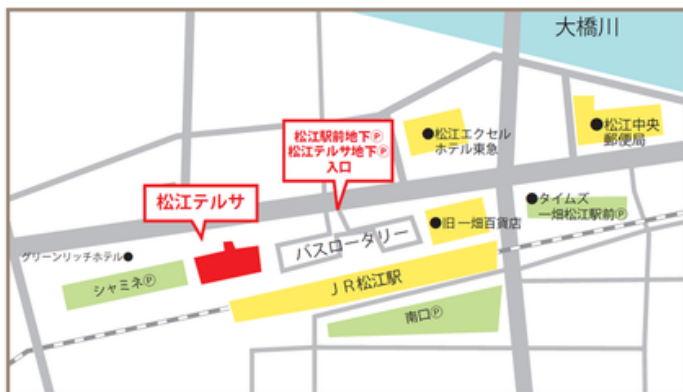 大橋川
松江駅前地下Ⓟ
松江テルサ地下Ⓟ
入口
●松江エクセル
ホテル東急
●松江中央
郵便局
松江テルサ
●タイムズ
一畑松江駅前Ⓟ
●旧 一畑百貨店
バスロータリー
グリーンリッチホテル●
シャミネⓅ
ＪＲ松江駅
南口Ⓟ